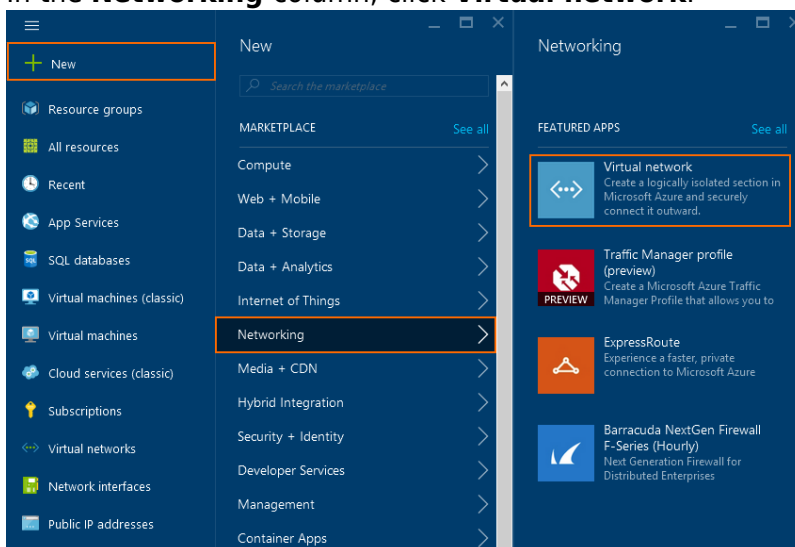 In the Networking column, click Virtual network.
New
Resource groups
All resources
Recent
App Services
SQL databases
Virtual machines (classic)
Virtual machines
Cloud services (classic)
Subscriptions
Virtual networks
Network interfaces
Public IP addresses
New
Search the marketplace
MARKETPLACE
See all
Compute
Web + Mobile
Data + Storage
Data + Analytics
Internet of Things
Networking
Media + CDN
Hybrid Integration
Security + Identity
Developer Services
Management
Container Apps
Networking
FEATURED APPS
See all
Virtual network
Create a logically isolated section in
Microsoft Azure and securely
connect it outward.
Traffic Manager profile
(preview)
Create a Microsoft Azure Traffic
Manager Profile that allows you to
PREVIEW
ExpressRoute
Experience a faster, private
connection to Microsoft Azure
Barracuda NextGen Firewall
F-Series (Hourly)
Next Generation Firewall for
Distributed Enterprises